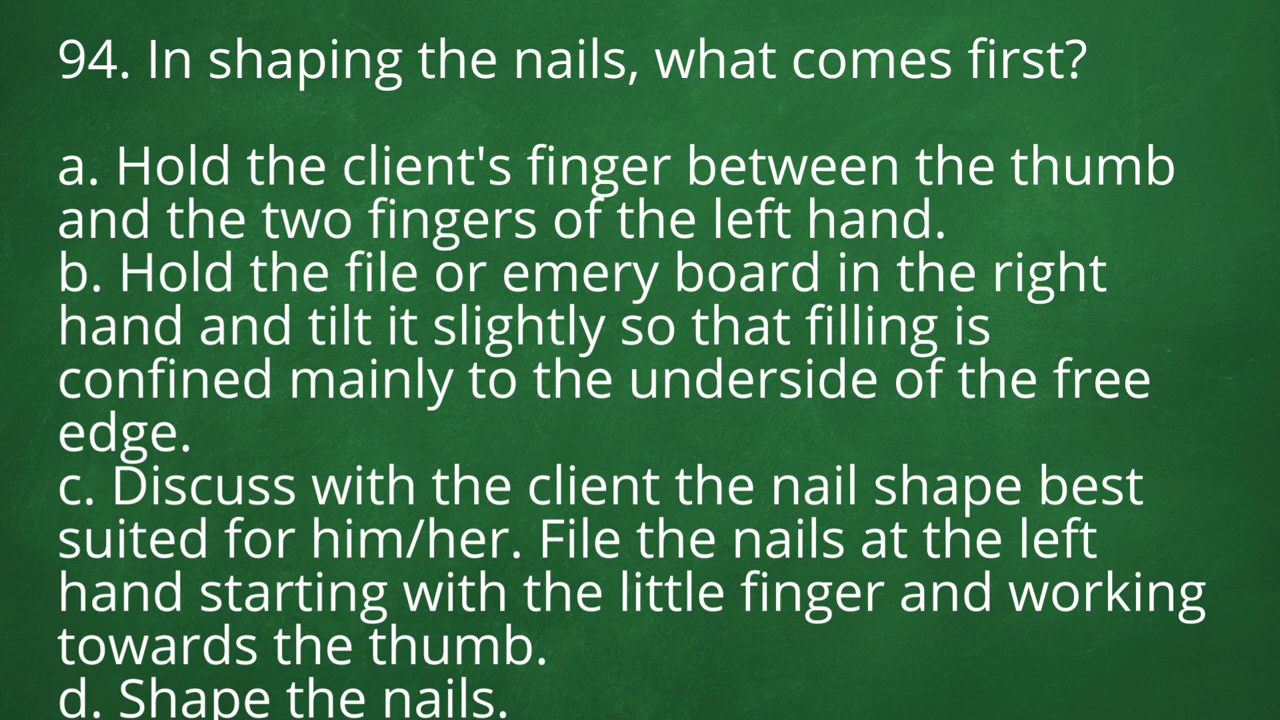 94. In shaping the nails, what comes first?
a. Hold the client's finger between the thumb
and the two fingers of the left hand.
b. Hold the file or emery board in the right
hand and tilt it slightly so that filling is
confined mainly to the underside of the free
edge.
c. Discuss with the client the nail shape best
suited for him/her. File the nails at the left
hand starting with the little finger and working
towards the thumb.
d. Shape the nails.